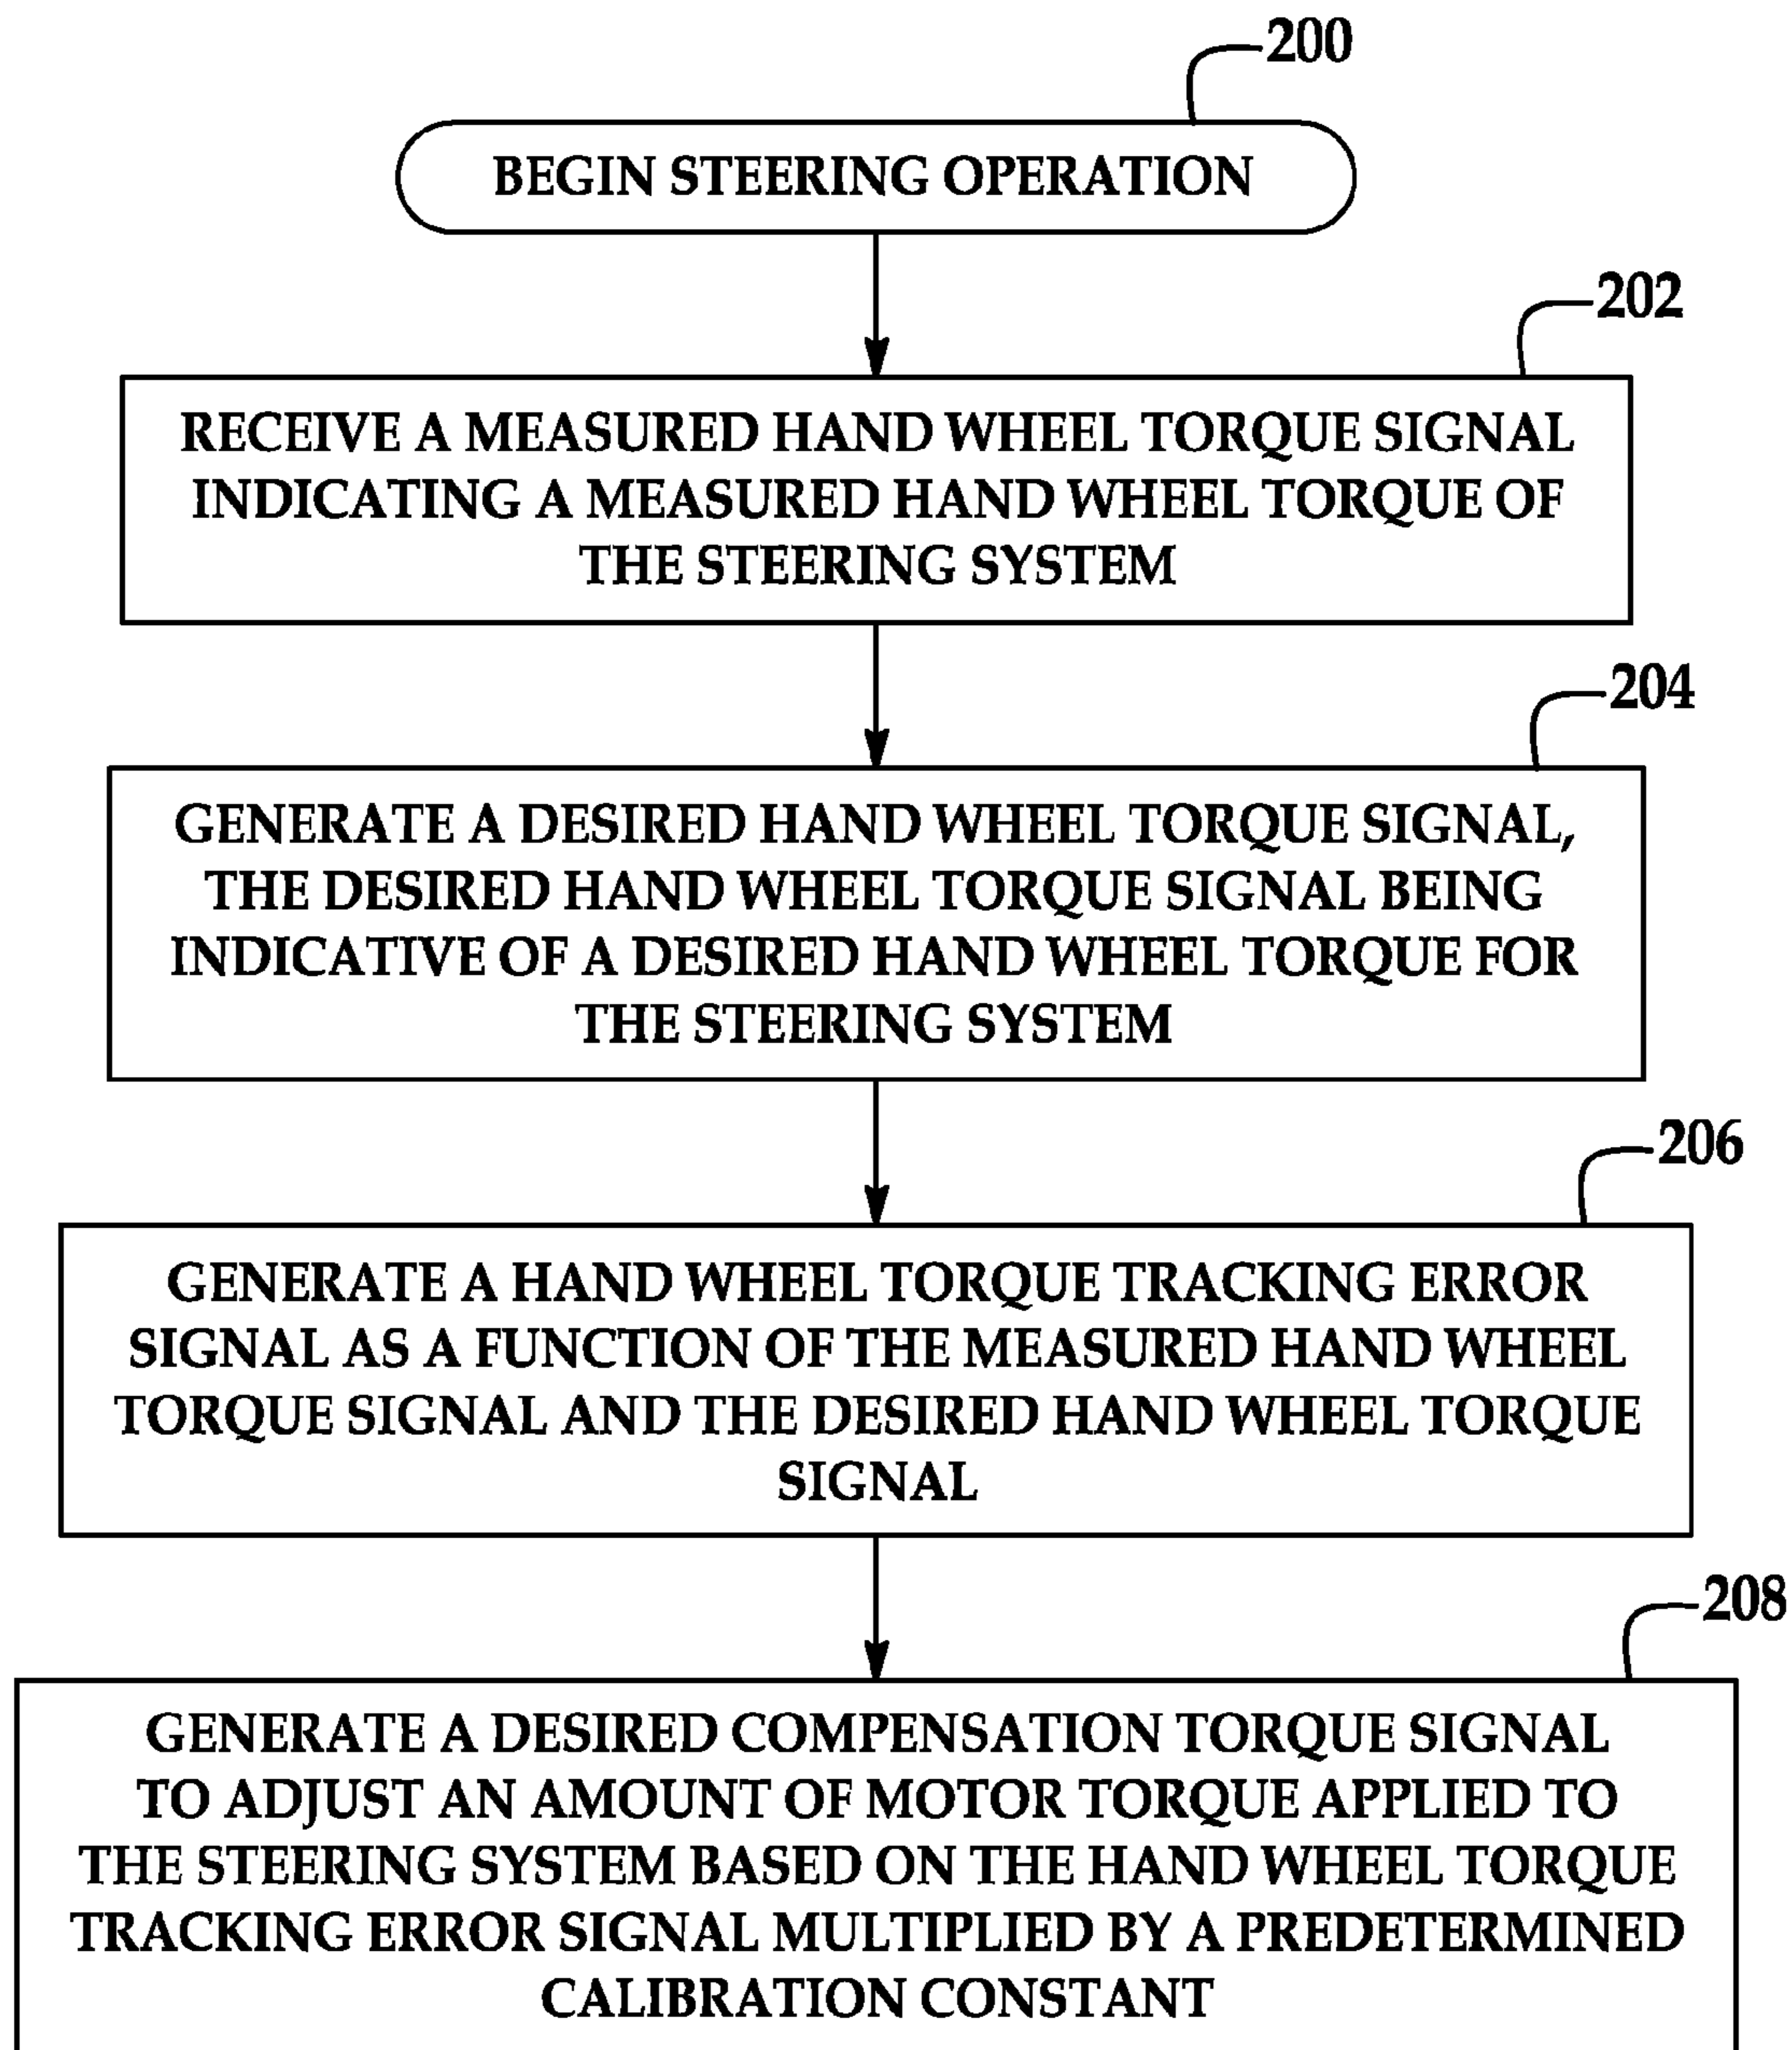 200
BEGIN STEERING OPERATION
202
RECEIVE A MEASURED HAND WHEEL TORQUE SIGNAL
INDICATING A MEASURED HAND WHEEL TORQUE OF
THE STEERING SYSTEM
204
GENERATE A DESIRED HAND WHEEL TORQUE SIGNAL,
THE DESIRED HAND WHEEL TORQUE SIGNAL BEING
INDICATIVE OF A DESIRED HAND WHEEL TORQUE FOR
THE STEERING SYSTEM
206
GENERATE A HAND WHEEL TORQUE TRACKING ERROR
SIGNAL AS A FUNCTION OF THE MEASURED HAND WHEEL
TORQUE SIGNAL AND THE DESIRED HAND WHEEL TORQUE
SIGNAL
208
GENERATE A DESIRED COMPENSATION TORQUE SIGNAL
TO ADJUST AN AMOUNT OF MOTOR TORQUE APPLIED TO
THE STEERING SYSTEM BASED ON THE HAND WHEEL TORQUE
TRACKING ERROR SIGNAL MULTIPLIED BY A PREDETERMINED
CALIBRATION CONSTANT